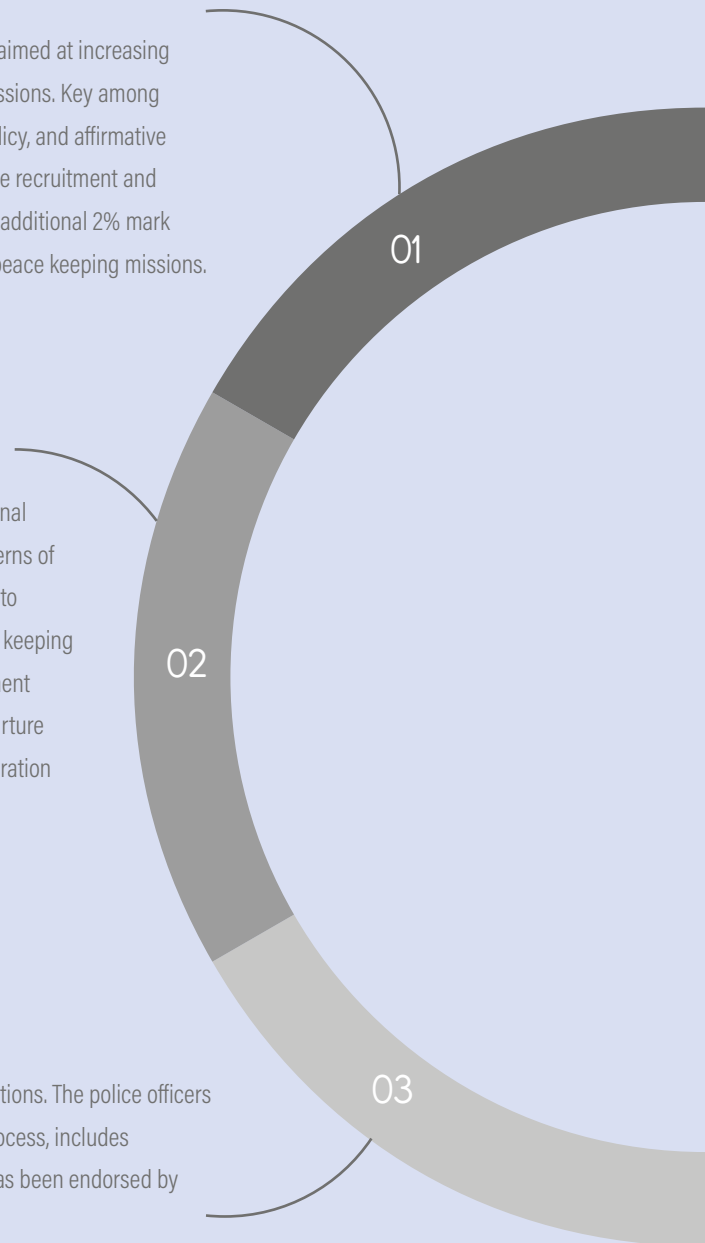 aimed at increasing
ssions. Key among
licy, and affirmative
e recruitment and
additional 2% mark
peace keeping missions.
01
nal
erns of
to
keeping
nent
rture
ration
02
03
tions. The police officers
ocess, includes
as been endorsed by